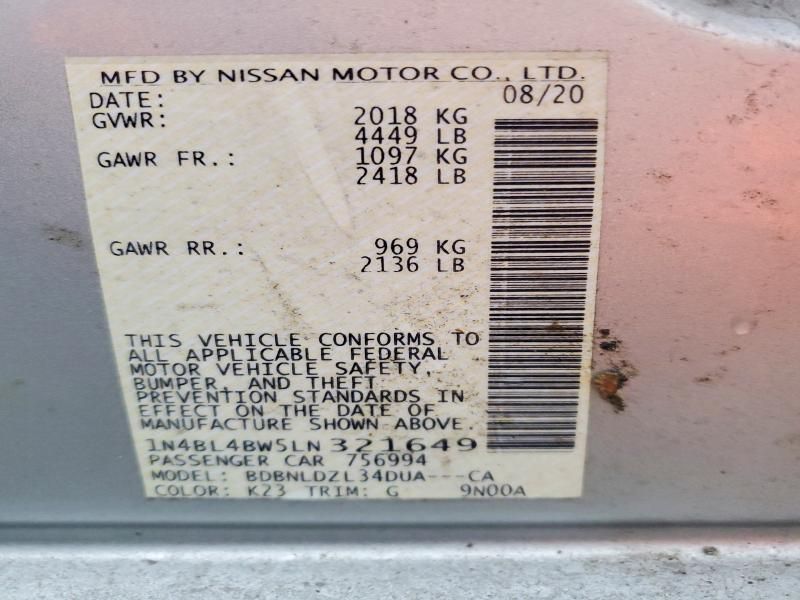 MFD BY NISSAN MOTOR CO., LTD.
DATE: 08/20
GVWR: 2018 KG
4449 LB
GAWR FR.: 1097 KG
2418 LB
GAWR RR.: 969 KG
2136 LB
THIS VEHICLE CONFORMS TO
ALL APPLICABLE FEDERAL
MOTOR VEHICLE SAFETY,
BUMPER, AND THEFT
PREVENTION STANDARDS IN
EFFECT ON THE DATE OF
MANUFACTURE SHOWN ABOVE.
1N4BL4BW5LN321649
PASSENGER CAR 756994
MODEL: BDBNLDZL34DUA---CA
COLOR: K23 TRIM: G 9N00A